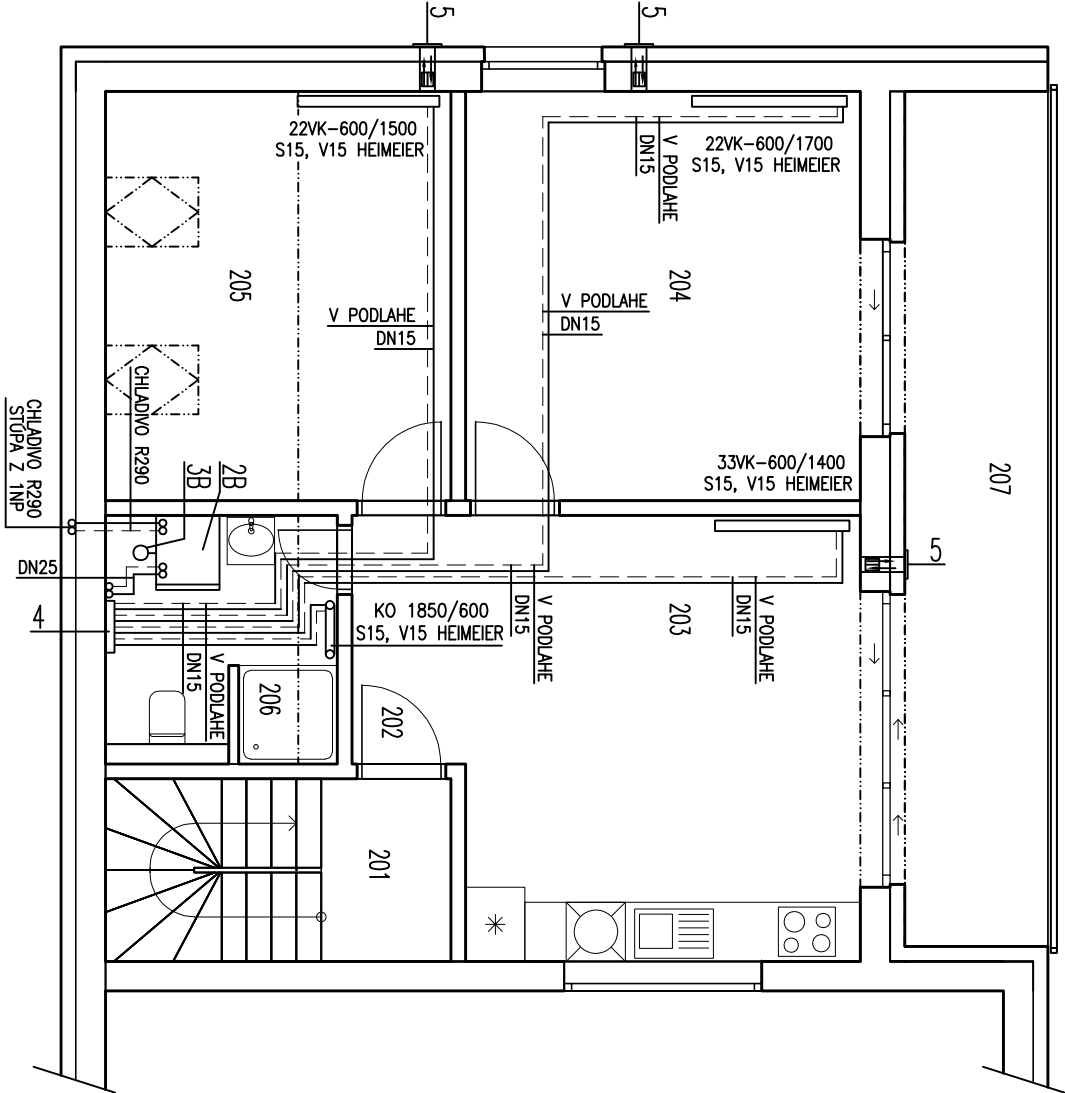 5
5
22VK-600/1500
S15, V15 HEIMEIER
DN15
V PODLAHE
22VK-600/1700
S15, V15 HEIMEIER
205
204
V PODLAHE
DN15
V PODLAHE
DN15
207
CHLADIVO R290
STÚPA Z 1NP
CHLADIVO R290
3B
2B
33VK-600/1400
S15, V15 HEIMEIER
5
DN25
4
KO 1850/600
S15, V15 HEIMEIER
DN15
V PODLAHE
203
DN15
V PODLAHE
DN15
V PODLAHE
206
202
201